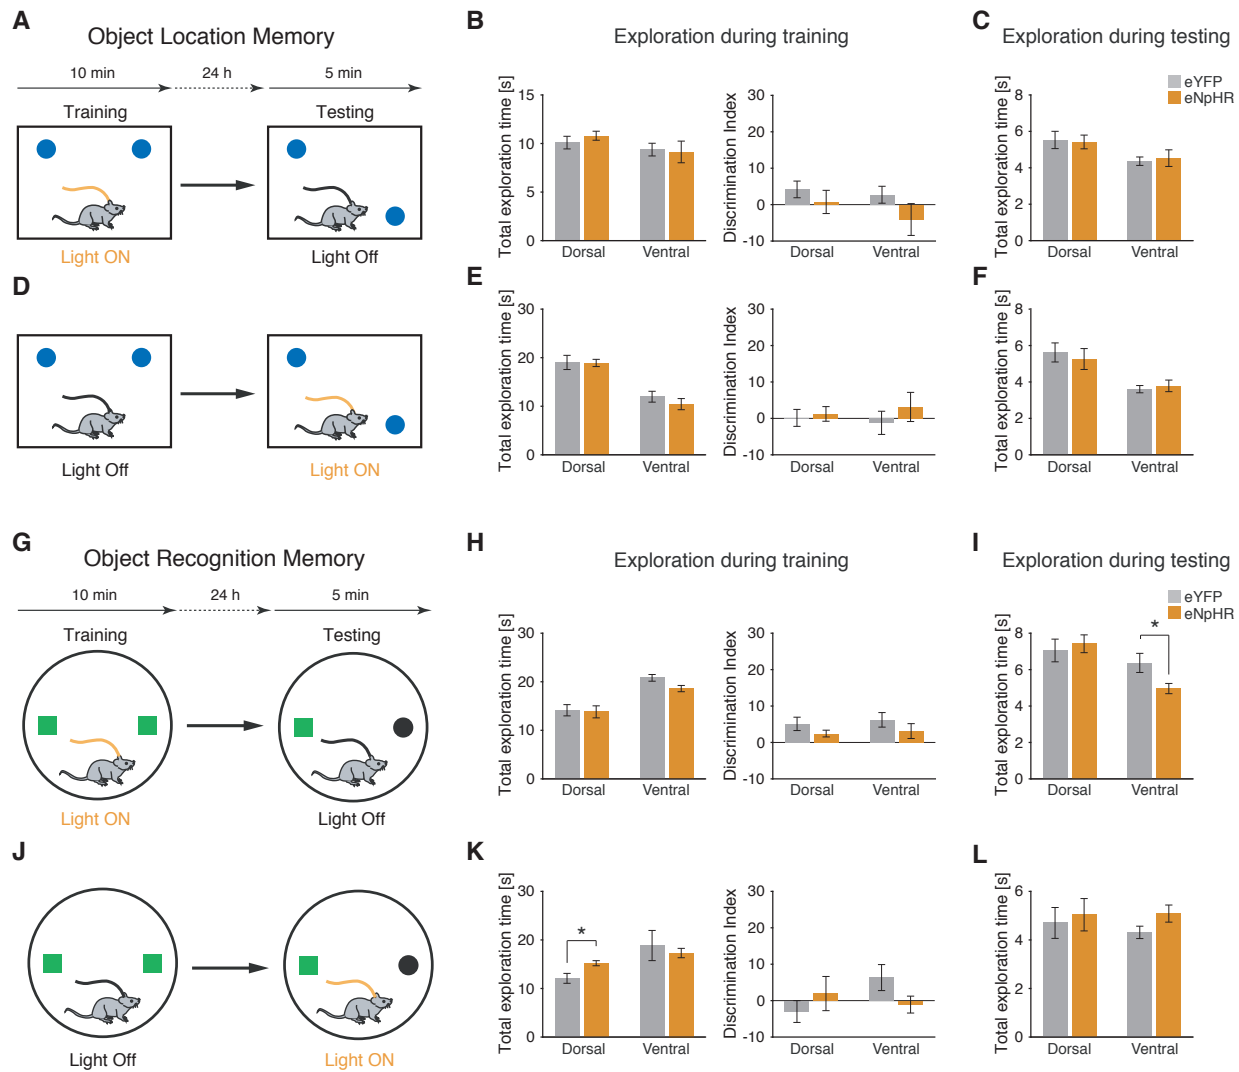 A
Object Location Memory
10 min 24 h 5 min
Training Testing
Light ON Light Off
B
Exploration during training
Total exploration time [s]
15
10
5
0
Dorsal Ventral
Discrimination Index
30
20
10
0
-10
Dorsal Ventral
C
Exploration during testing
Total exploration time [s]
8
6
4
2
0
Dorsal Ventral
eYFP
eNpHR
D
Light Off Light ON
E
Total exploration time [s]
30
20
10
0
Dorsal Ventral
Discrimination Index
30
20
10
0
-10
Dorsal Ventral
F
Total exploration time [s]
8
6
4
2
0
Dorsal Ventral
G
Object Recognition Memory
10 min 24 h 5 min
Training Testing
Light ON Light Off
H
Exploration during training
Total exploration time [s]
30
20
10
0
Dorsal Ventral
Discrimination Index
30
20
10
0
-10
Dorsal Ventral
I
Exploration during testing
Total exploration time [s]
8
6
4
2
0
Dorsal Ventral
eYFP
eNpHR
*
J
Light Off Light ON
K
Total exploration time [s]
30
20
10
0
*
Dorsal Ventral
Discrimination Index
30
20
10
0
-10
Dorsal Ventral
L
Total exploration time [s]
6
4
2
0
Dorsal Ventral